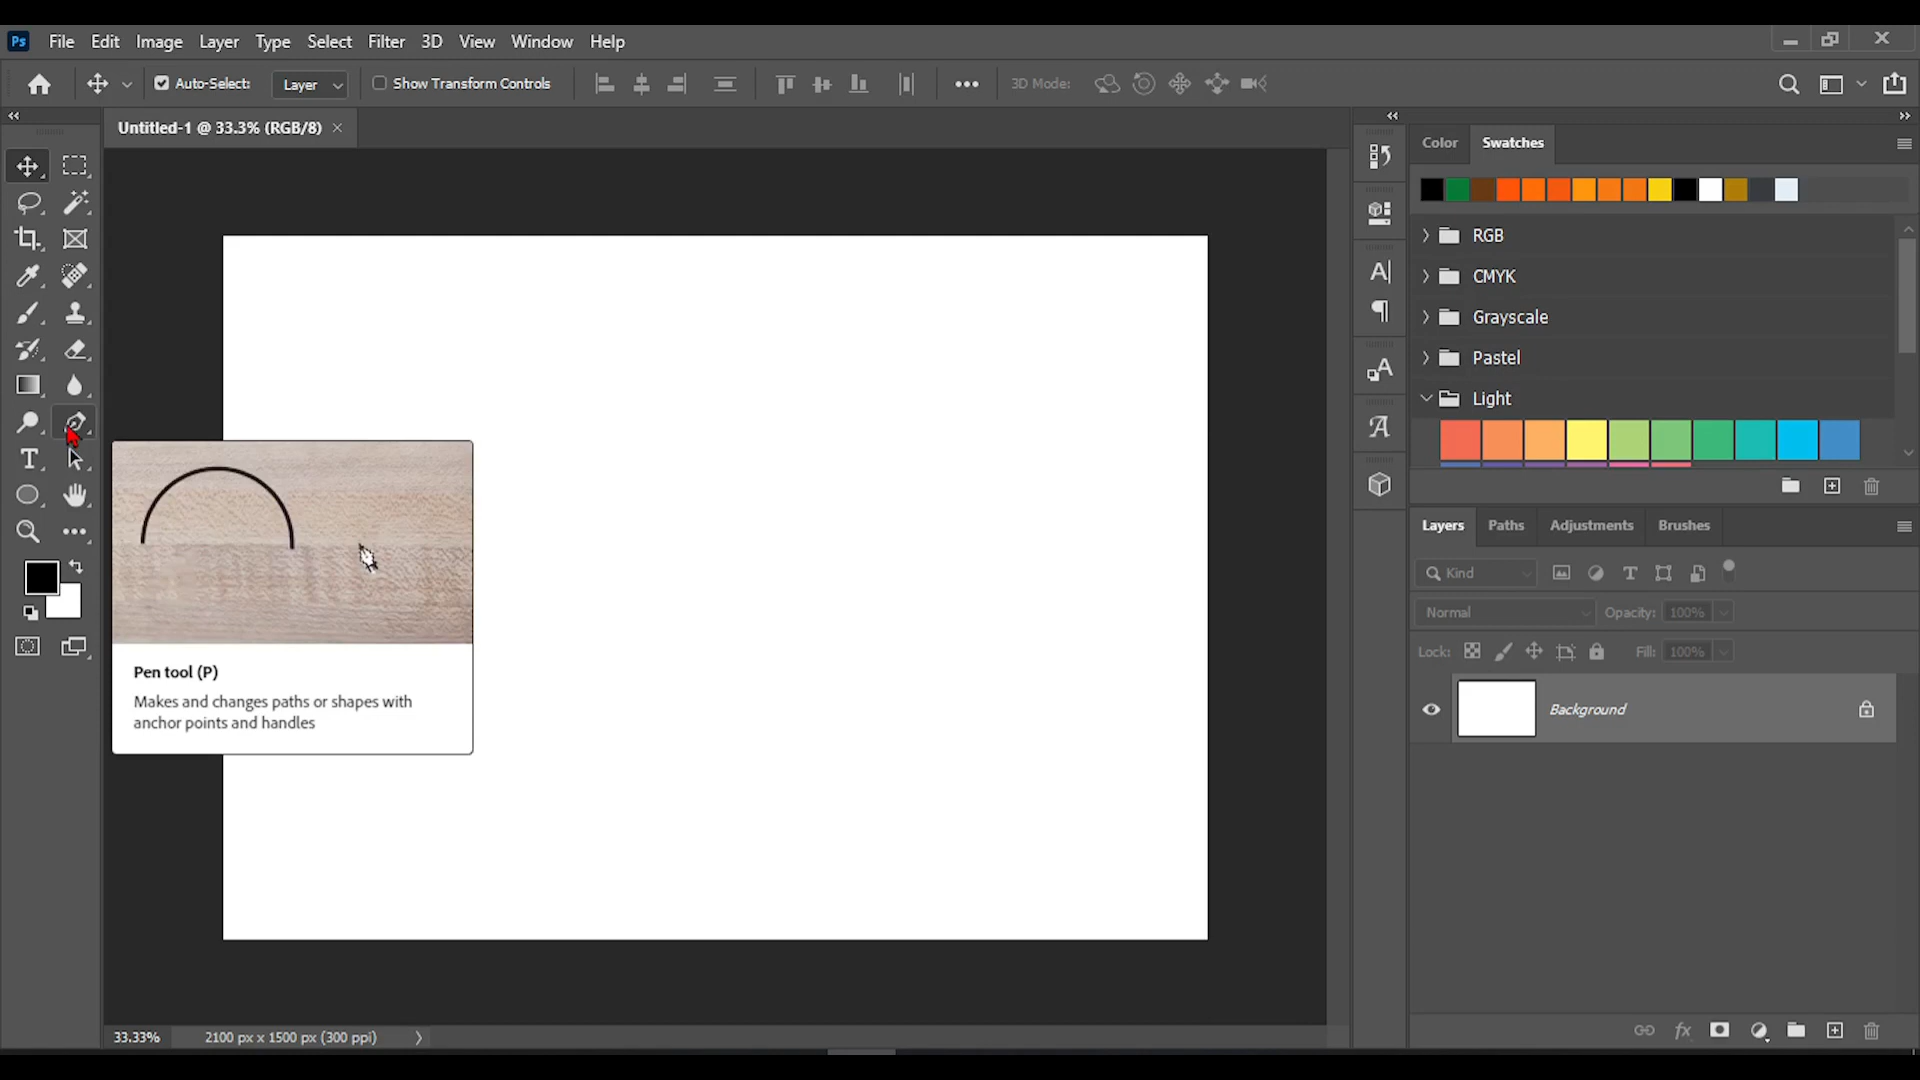 Ps File Edit Image Layer Type Select Filter 3D View Window Help
Auto-Select: Layer Show Transform Controls 3D Mode:
Untitled-1 @ 33.3% (RGB/8)
Color Swatches
RGB
CMYK
Grayscale
Pastel
Light
Pen tool (P)
Makes and changes paths or shapes with
anchor points and handles
Layers Paths Adjustments Brushes
Kind
Normal Opacity: 100%
Lock: Fill: 100%
Background
fx
33.33% 2100 px x 1500 px (300 ppi)